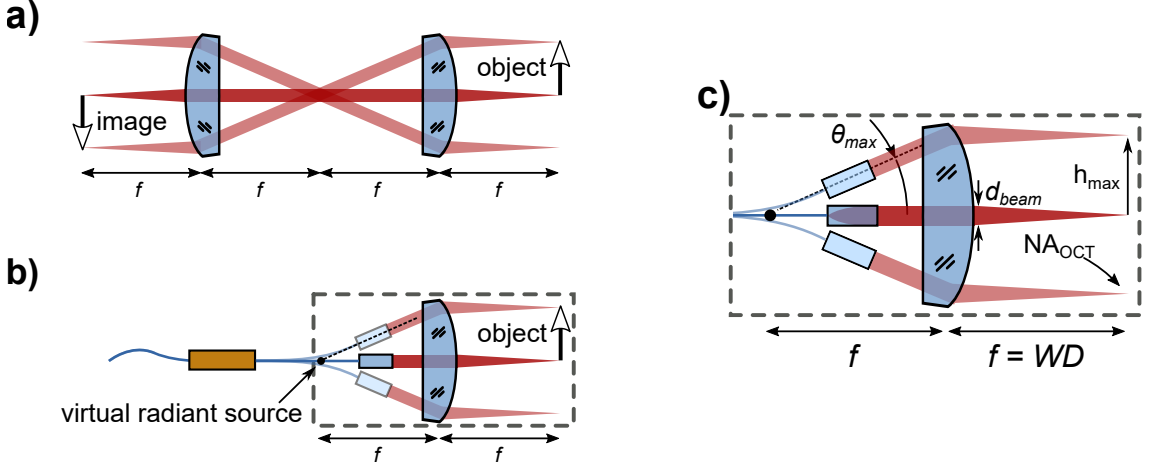 a)
object
image
f
f
f
f
b)
object
virtual radiant source
f
f
c)
θmax
dbeam
hmax
NAOCT
f
f = WD